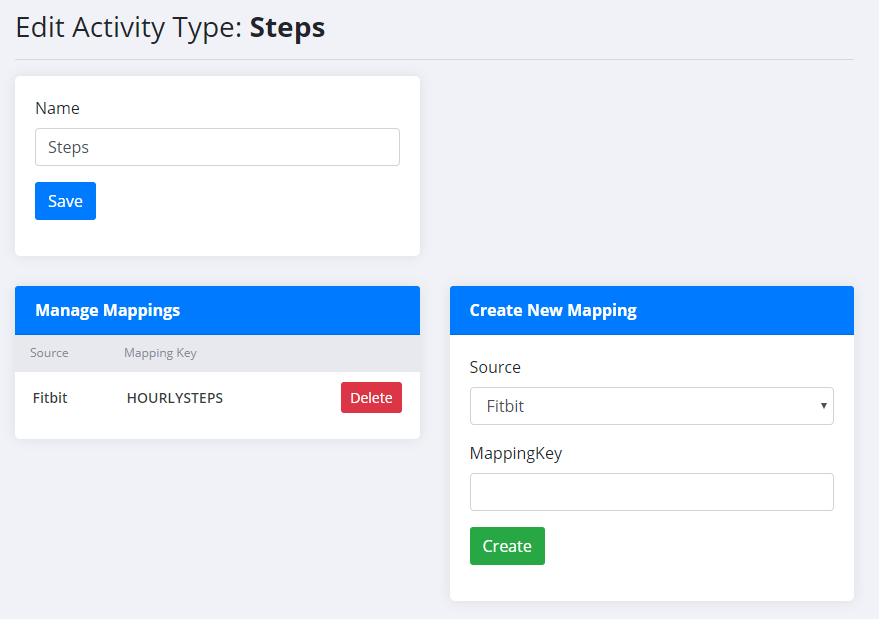 Edit Activity Type: Steps
Name
Steps
Save
Manage Mappings
Source Mapping Key
Fitbit HOURLYSTEPS Delete
Create New Mapping
Source
Fitbit
MappingKey
Create